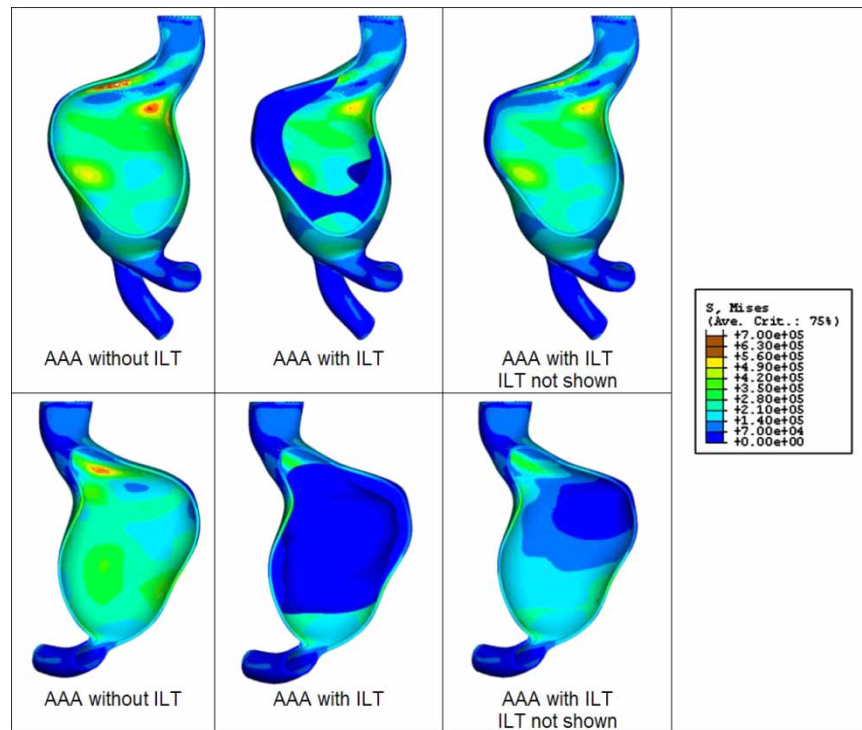 AAA without ILT
AAA with ILT
AAA with ILT
ILT not shown
S, Mises
(Ave. Crit.: 75%)
+7.00e+05
+6.30e+05
+5.60e+05
+4.90e+05
+4.20e+05
+3.50e+05
+2.80e+05
+2.10e+05
+1.40e+05
+7.00e+04
+0.00e+00
AAA without ILT
AAA with ILT
AAA with ILT
ILT not shown